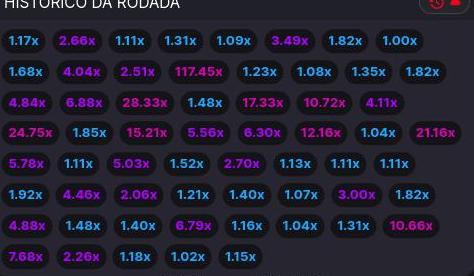 HISTÓRICO DA RODADA
1.17x 2.66x 1.11x 1.31x 1.09x 3.49x 1.82x 1.00x
1.68x 4.04x 2.51x 117.45x 1.23x 1.08x 1.35x 1.82x
4.84x 6.88x 28.33x 1.48x 17.33x 10.72x 4.11x
24.75x 1.85x 15.21x 5.56x 6.30x 12.16x 1.04x 21.16x
5.78x 1.11x 5.03x 1.52x 2.70x 1.13x 1.11x 1.11x
1.92x 4.46x 2.06x 1.21x 1.40x 1.07x 3.00x 1.82x
4.88x 1.48x 1.40x 6.79x 1.16x 1.04x 1.31x 10.66x
7.68x 2.26x 1.18x 1.02x 1.15x